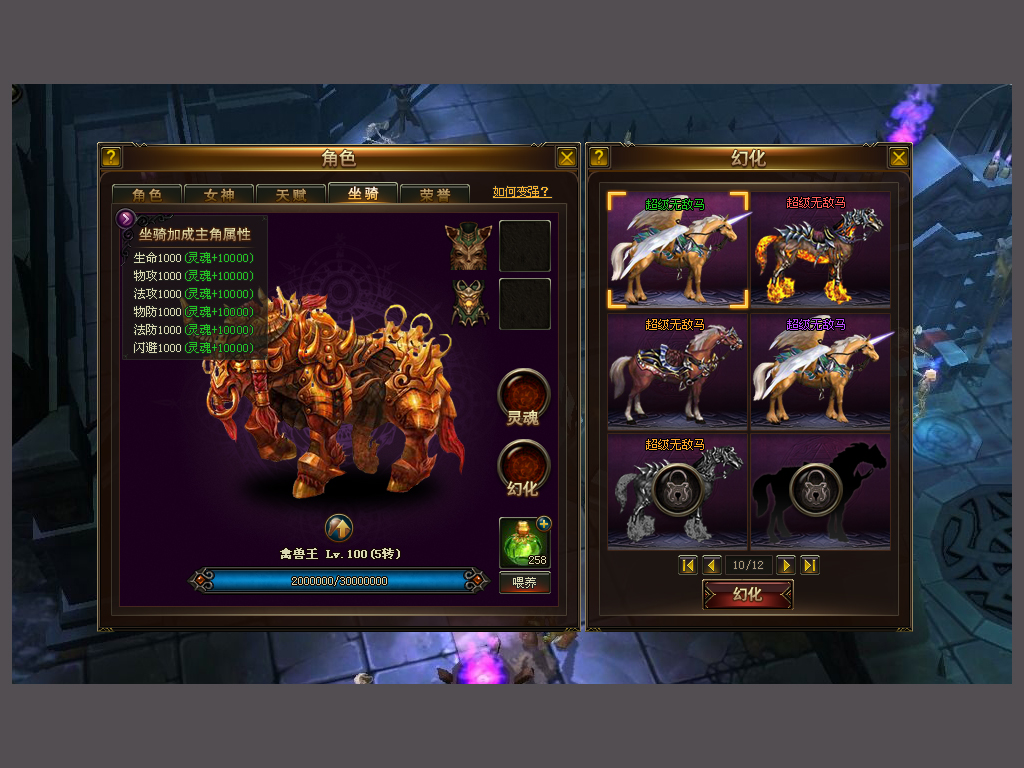 角色
幻化
角色
女神
天赋
坐骑
荣誉
如何变强?
坐骑加成主角属性
生命1000 (灵魂+10000)
物攻1000 (灵魂+10000)
法攻1000 (灵魂+10000)
物防1000 (灵魂+10000)
法防1000 (灵魂+10000)
闪避1000 (灵魂+10000)
灵魂
幻化
258
喂养
禽兽王 Lv. 100 (5转)
2000000/30000000
超级无敌马
超级无敌马
超级无敌马
超级无敌马
超级无敌马
10/12
幻化